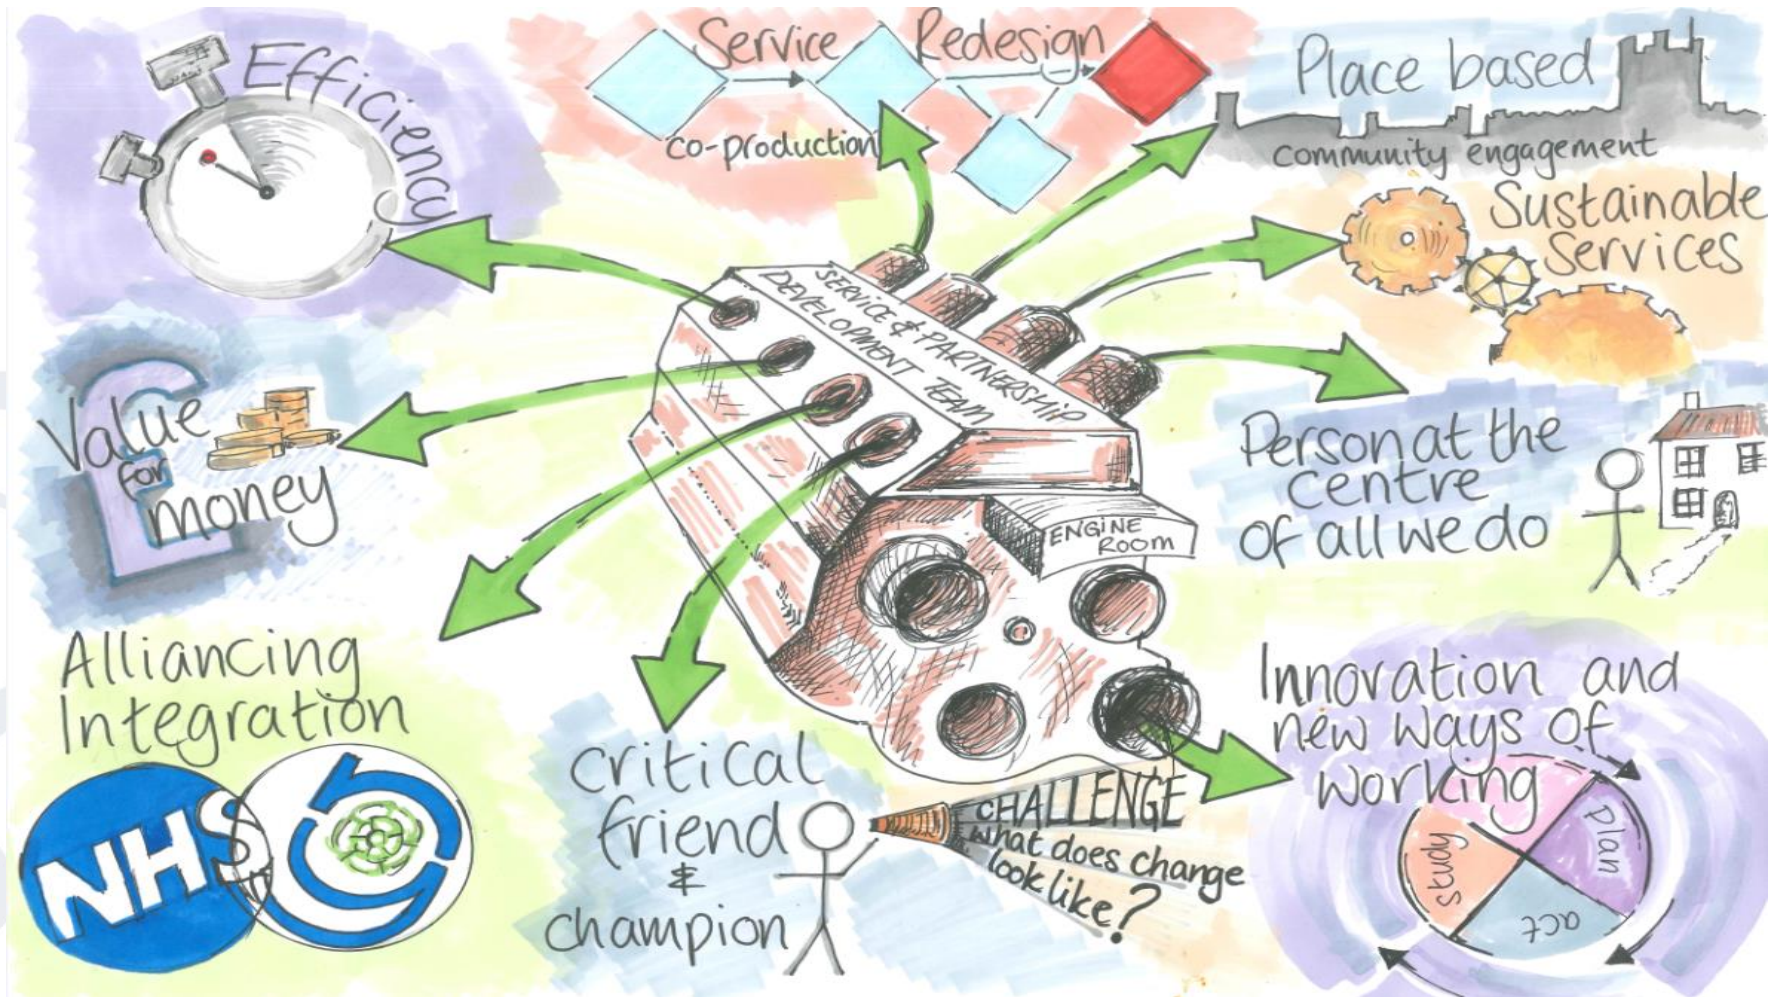 Efficiency
Service Redesign
co-production
Place based
community engagement
Sustainable
Services
SERVICE & PARTNERSHIP
DEVELOPMENT TEAM
Value
for
money
Person at the
centre
of all we do
ENGINE
ROOM
Alliancing
Integration
NHS
critical
friend
&
champion
CHALLENGE
what does change
look like?
Innovation and
new ways of
working
plan
study
act